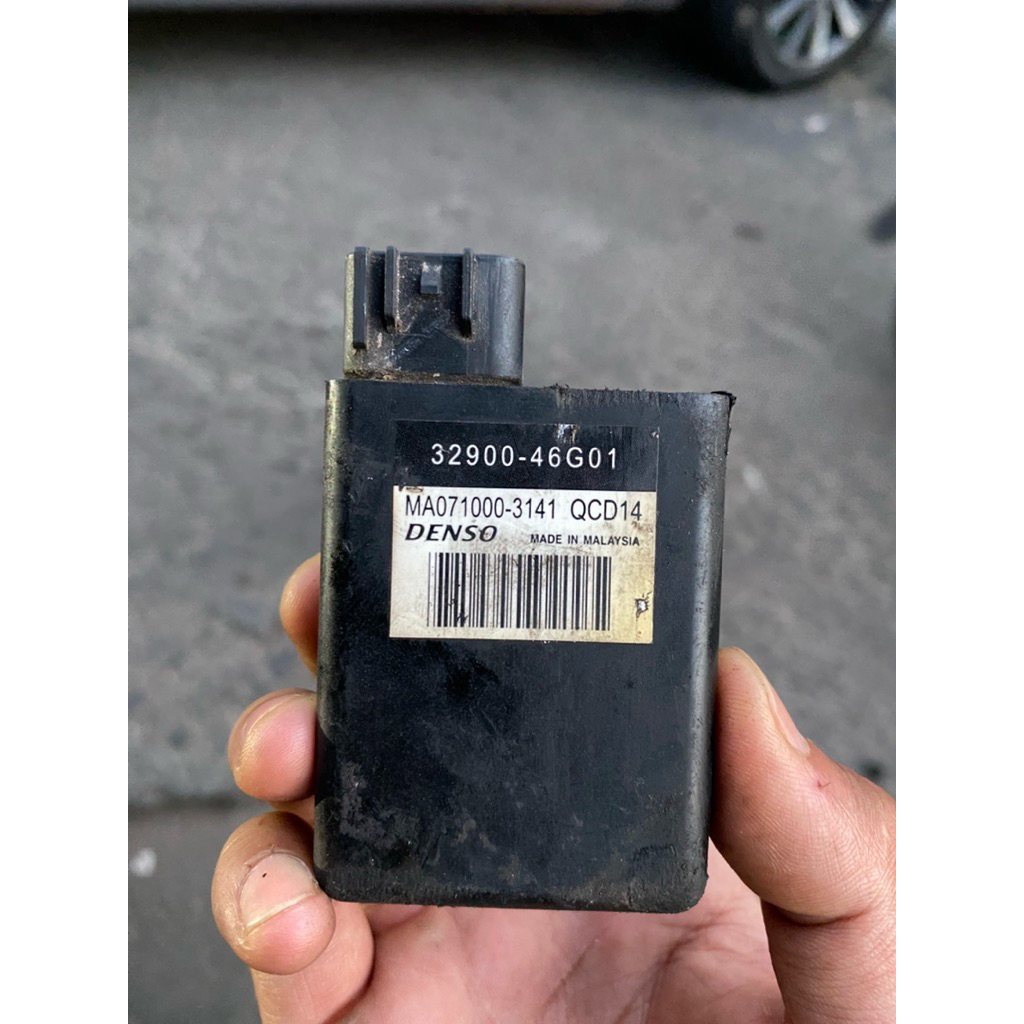 32900-46G01
MA071000-3141 QCD14
DENSO MADE IN MALAYSIA